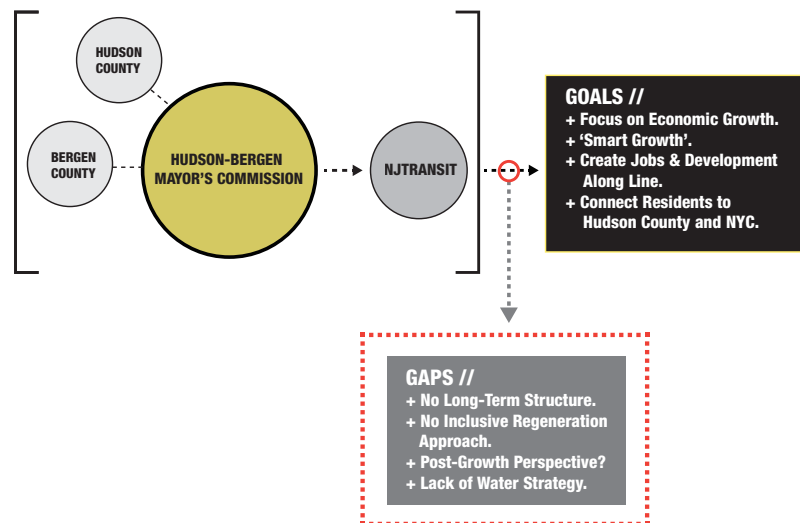 HUDSON
COUNTY
BERGEN
COUNTY
HUDSON-BERGEN
MAYOR'S COMMISSION
NJTRANSIT
GOALS //
+ Focus on Economic Growth.
+ ‘Smart Growth’.
+ Create Jobs & Development
Along Line.
+ Connect Residents to
Hudson County and NYC.
GAPS //
+ No Long-Term Structure.
+ No Inclusive Regeneration
Approach.
+ Post-Growth Perspective?
+ Lack of Water Strategy.